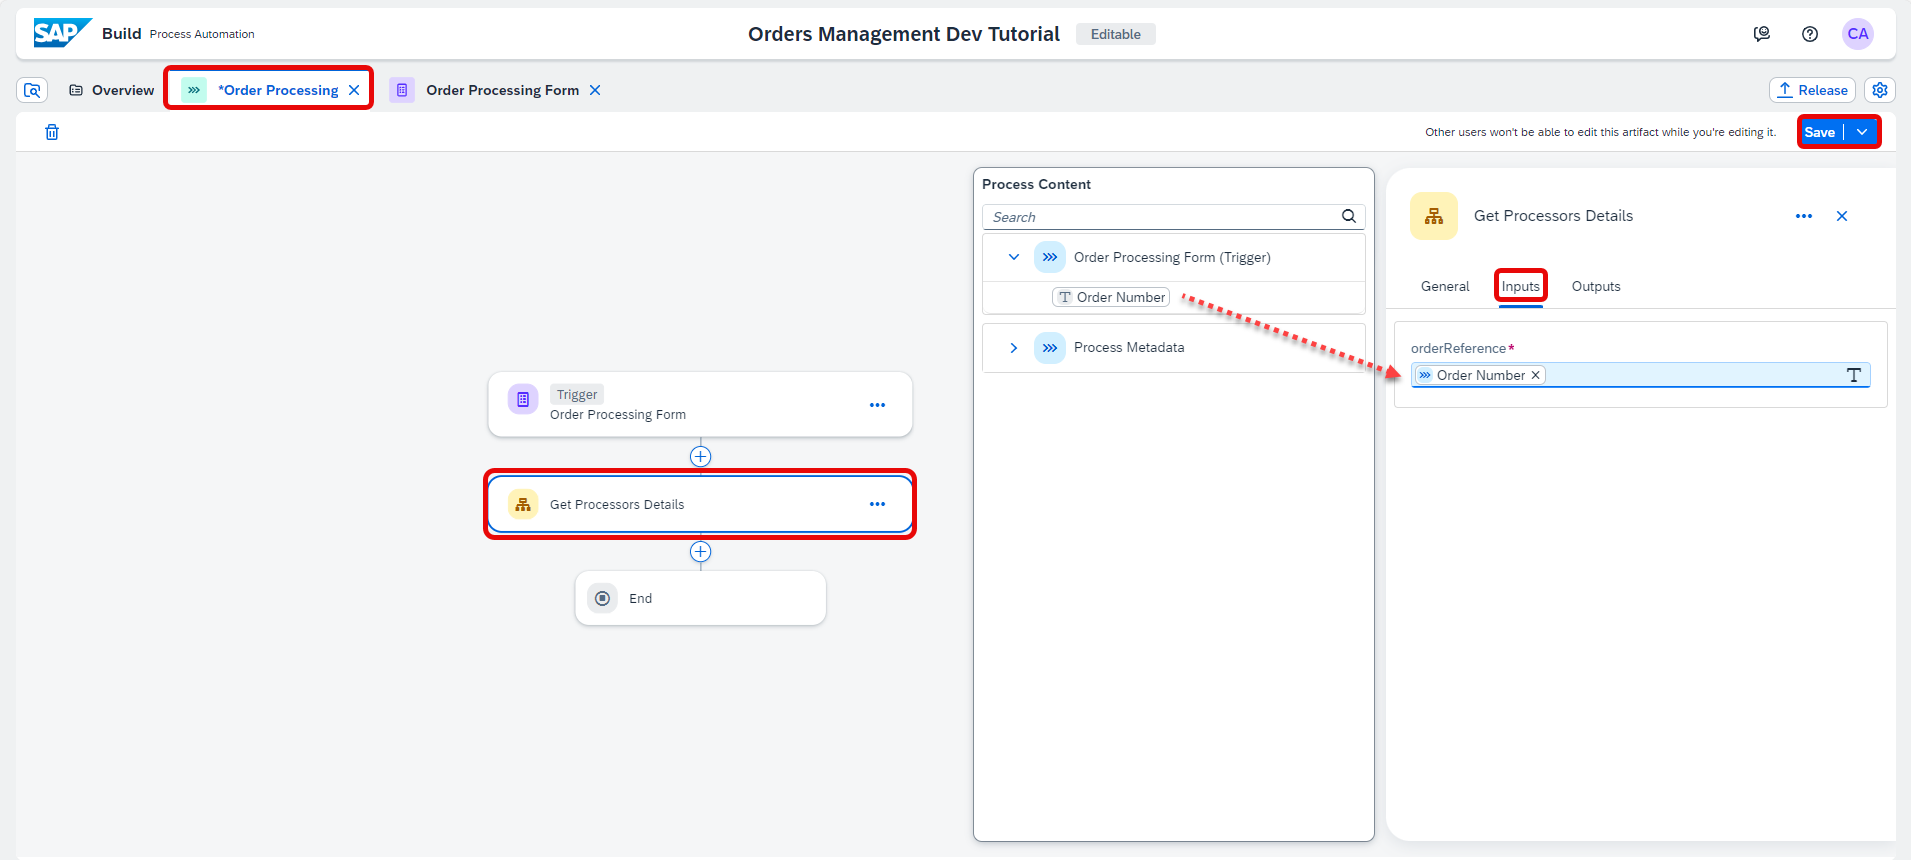 SAP Build Process Automation
Orders Management Dev Tutorial Editable
CA
Overview *Order Processing Order Processing Form
Release
Other users won't be able to edit this artifact while you're editing it. Save
Process Content
Search
Order Processing Form (Trigger)
T Order Number
Process Metadata
Get Processors Details
General Inputs Outputs
orderReference*
Order Number T
Trigger
Order Processing Form
Get Processors Details
End